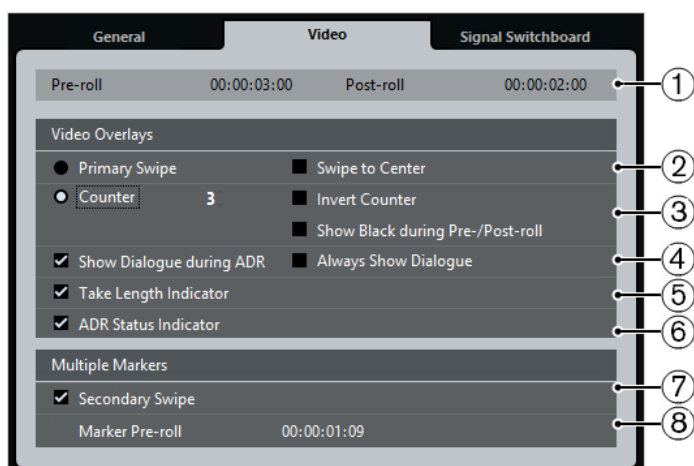 General Video Signal Switchboard
Pre-roll 00:00:03:00 Post-roll 00:00:02:00 1
Video Overlays
Primary Swipe Swipe to Center 2
Counter 3 Invert Counter 3
Show Black during Pre-/Post-roll
Show Dialogue during ADR Always Show Dialogue 4
Take Length Indicator 5
ADR Status Indicator 6
Multiple Markers
Secondary Swipe 7
Marker Pre-roll 00:00:01:09 8